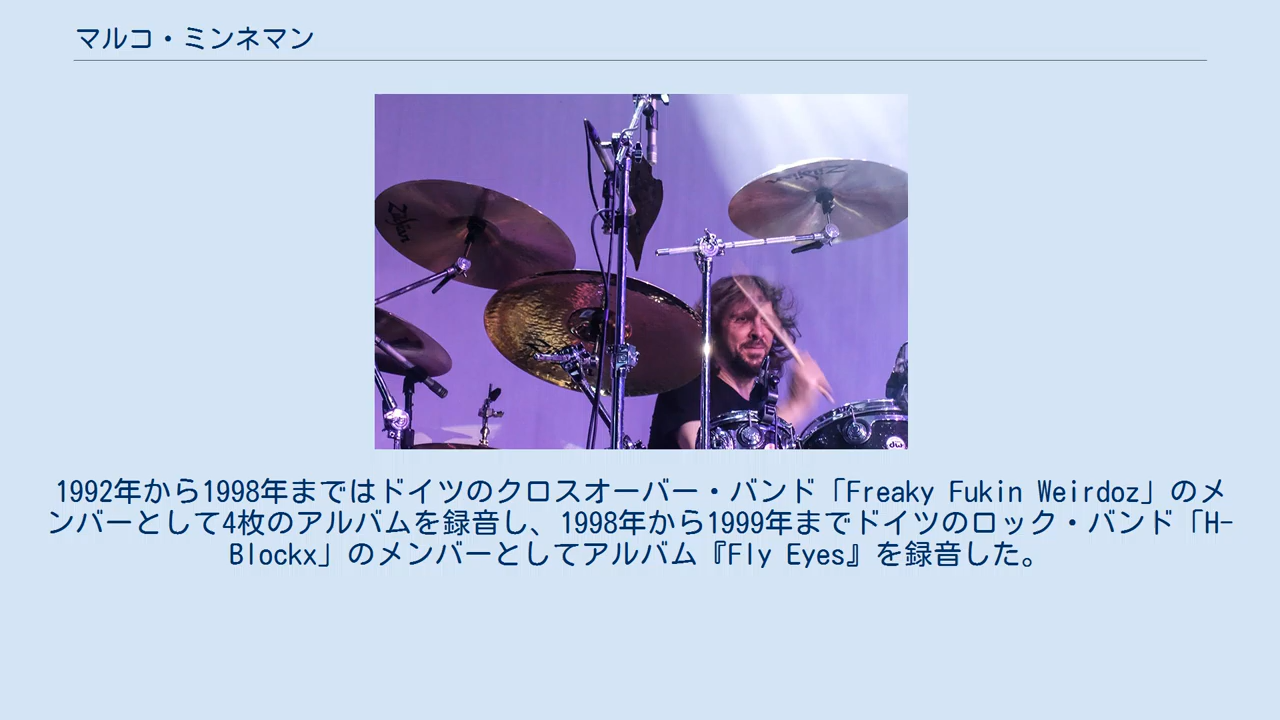 マルコ・ミンネマン
Zildjian
Zildjian
dw
1992年から1998年まではドイツのクロスオーバー・バンド「Freaky Fukin Weirdoz」のメ
ンバーとして4枚のアルバムを録音し、1998年から1999年までドイツのロック・バンド「H-
Blockx」のメンバーとしてアルバム『Fly Eyes』を録音した。